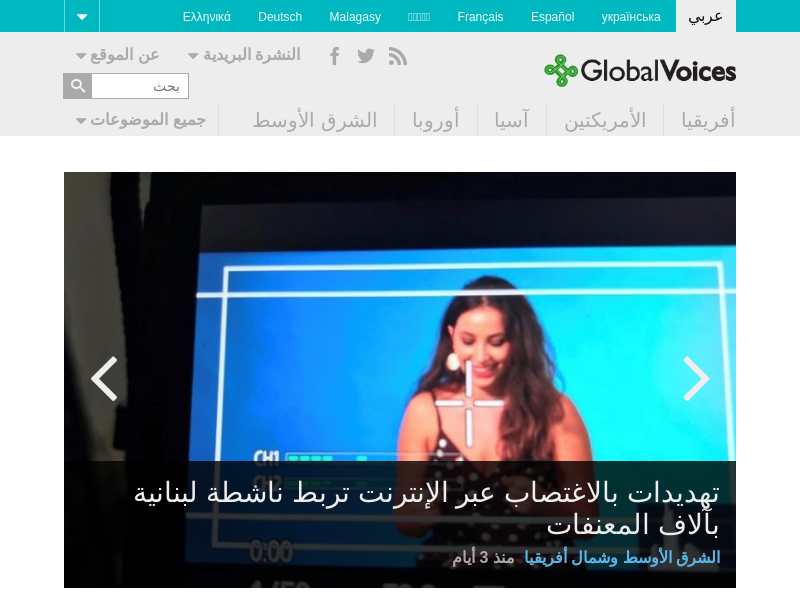 عربي українська Español Français Malagasy Deutsch Ελληνικά
النشرة البريدية عن الموقع
GlobalVoices
بحث
أفريقيا الأمريكتين آسيا أوروبا الشرق الأوسط جميع الموضوعات
CH1
تهديدات بالاغتصاب عبر الإنترنت تربط ناشطة لبنانية
بآلاف المعنفات
الشرق الأوسط وشمال أفريقيا منذ 3 أيام
0:00